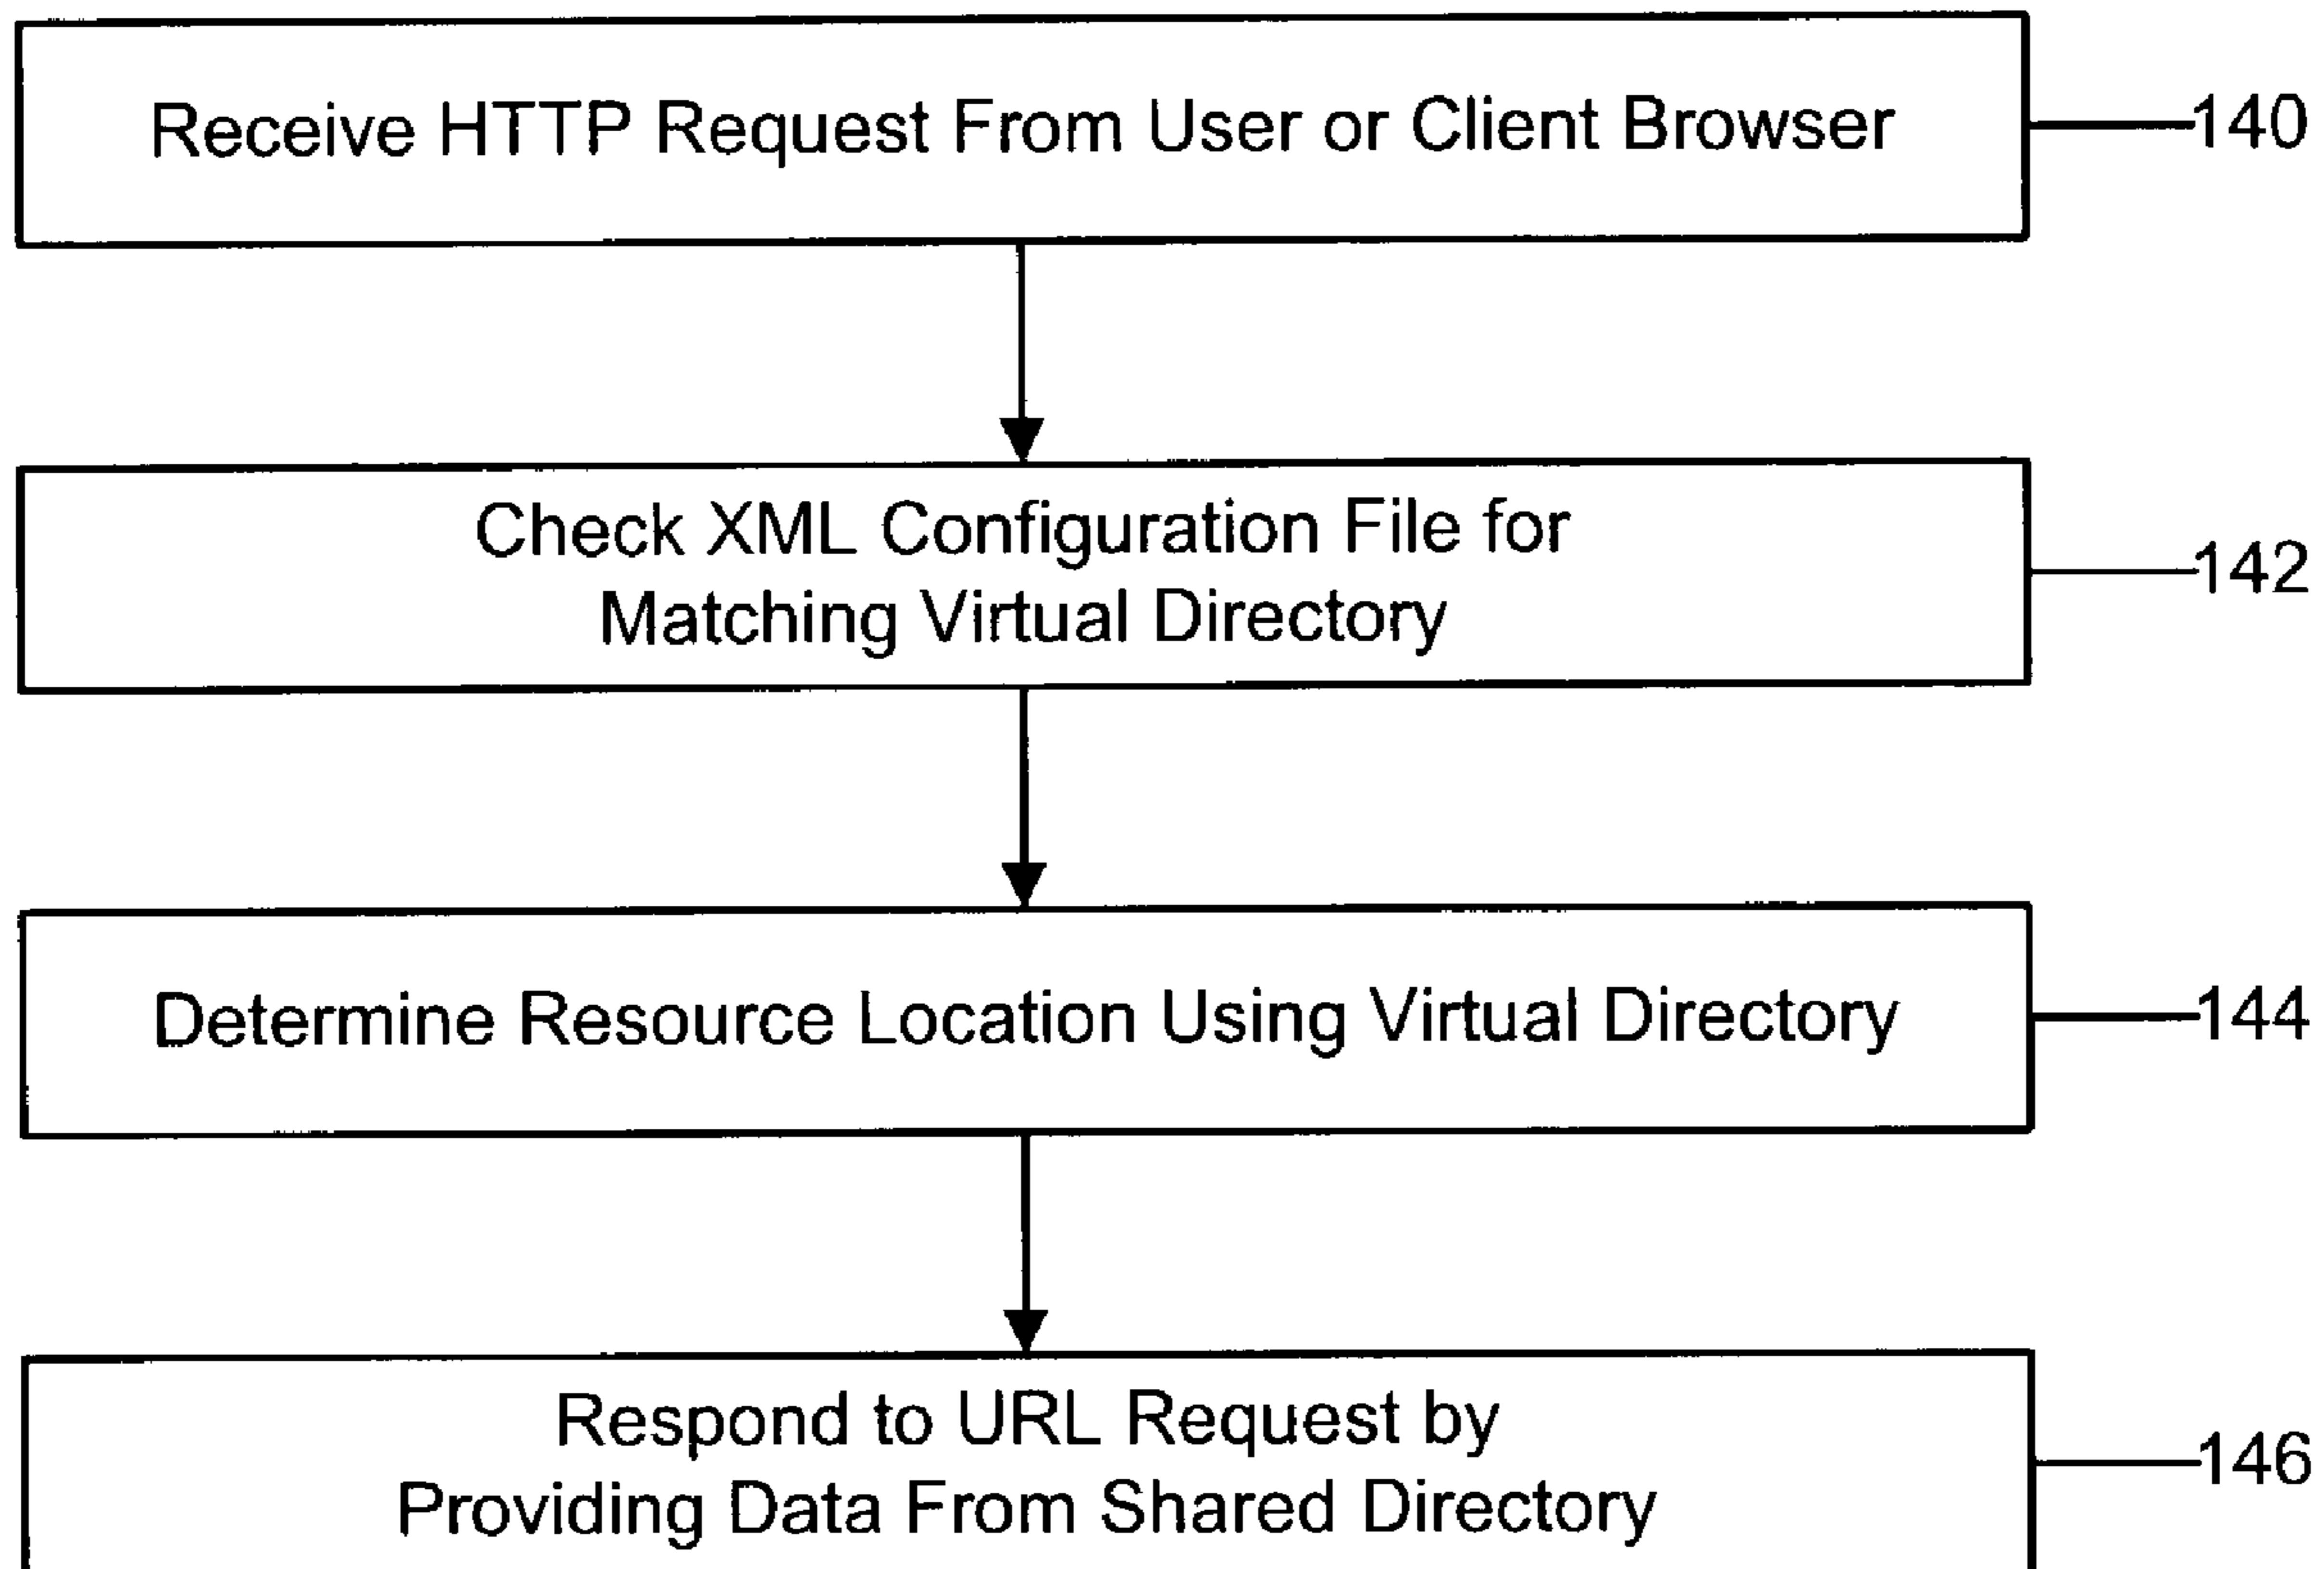 Receive HTTP Request From User or Client Browser
140
Check XML Configuration File for
Matching Virtual Directory
142
Determine Resource Location Using Virtual Directory
144
Respond to URL Request by
Providing Data From Shared Directory
146